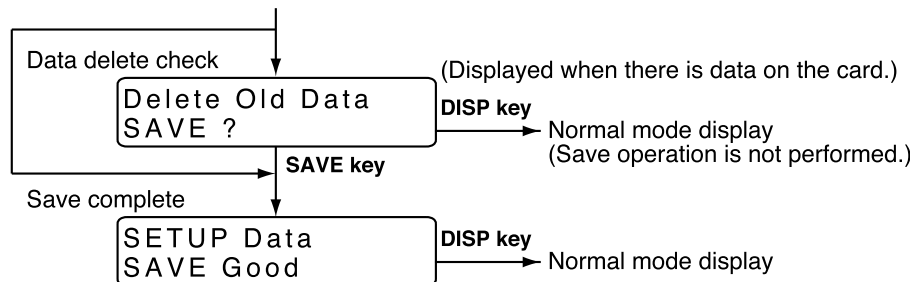 Data delete check
(Displayed when there is data on the card.)
Delete Old Data
SAVE ?
DISP key
Normal mode display
(Save operation is not performed.)
SAVE key
Save complete
SETUP Data
SAVE Good
DISP key
Normal mode display